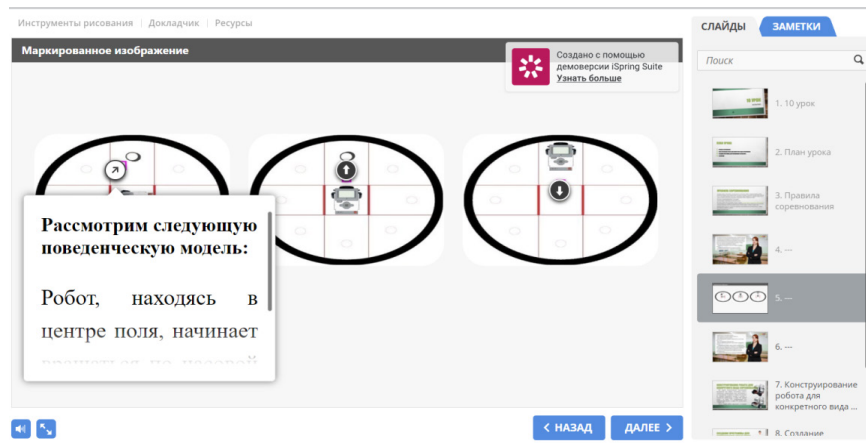 Инструменты рисования | Докладчик | Ресурсы
Маркированное изображение
Создано с помощью
демоверсии iSpring Suite
Узнать больше
Рассмотрим следующую
поведенческую модель:
Робот, находясь в
центре поля, начинает
СЛАЙДЫ
ЗАМЕТКИ
Поиск
1. 10 урок
2. План урока
3. Правила
соревнования
4. ---
5. ---
6. ---
7. Конструирование
робота для
конкретного вида ...
8. Создание
< НАЗАД
ДАЛЕЕ >